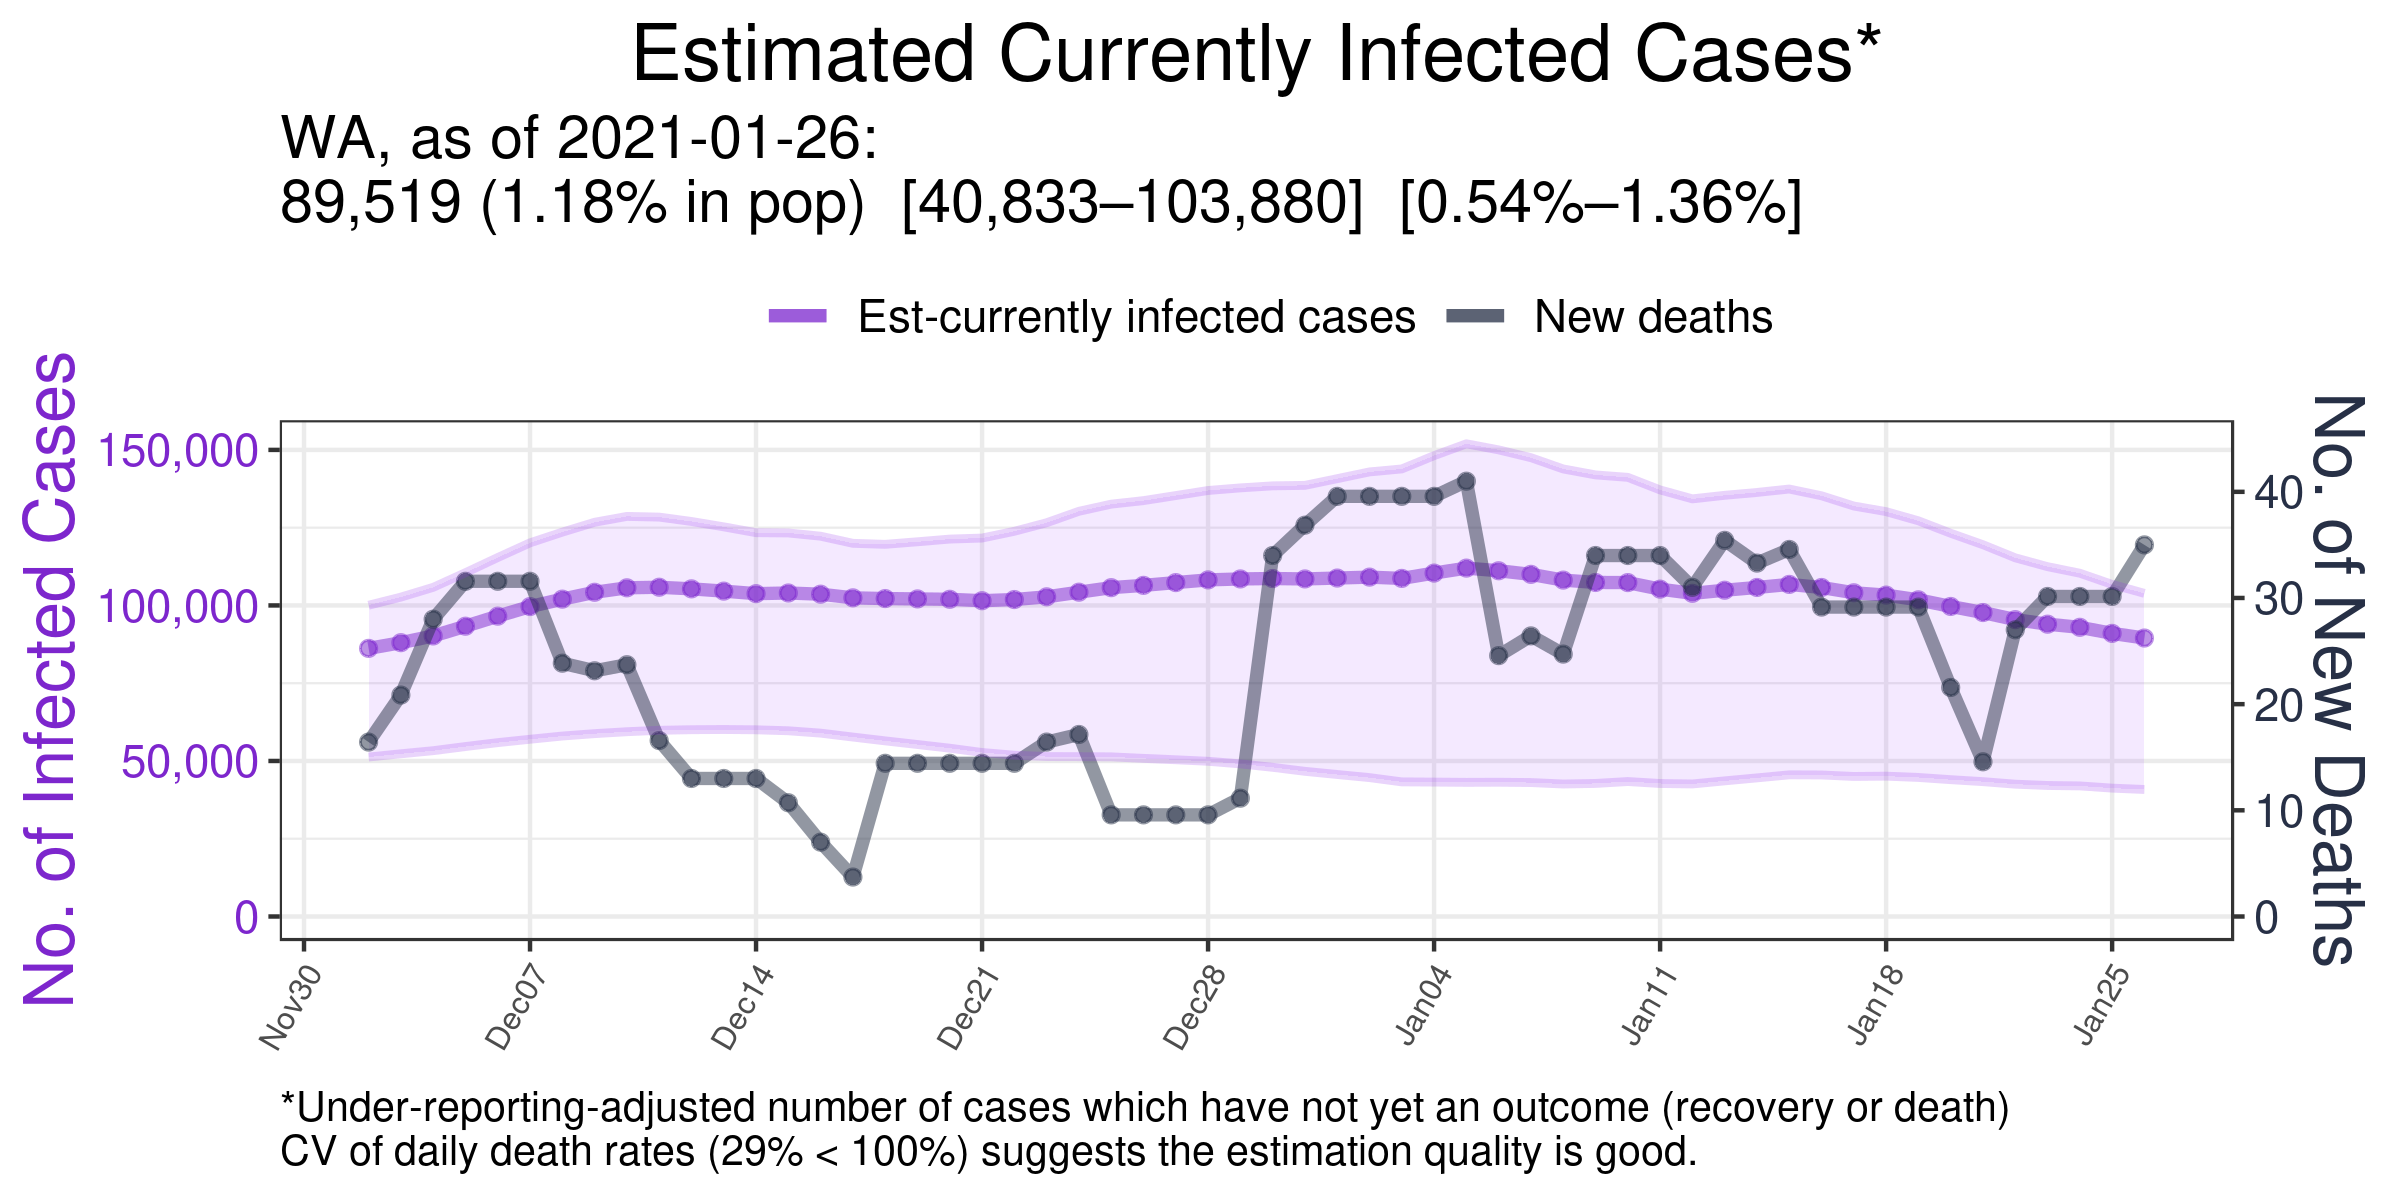 Estimated Currently Infected Cases*
WA, as of 2021-01-26:
89,519 (1.18% in pop)  [40,833–103,880]  [0.54%–1.36%]
Est-currently infected cases
New deaths
No. of Infected Cases
150,000
100,000
50,000
0
No. of New Deaths
40
30
20
10
0
Nov30
Dec07
Dec14
Dec21
Dec28
Jan04
Jan11
Jan18
Jan25
*Under-reporting-adjusted number of cases which have not yet an outcome (recovery or death)
CV of daily death rates (29% < 100%) suggests the estimation quality is good.